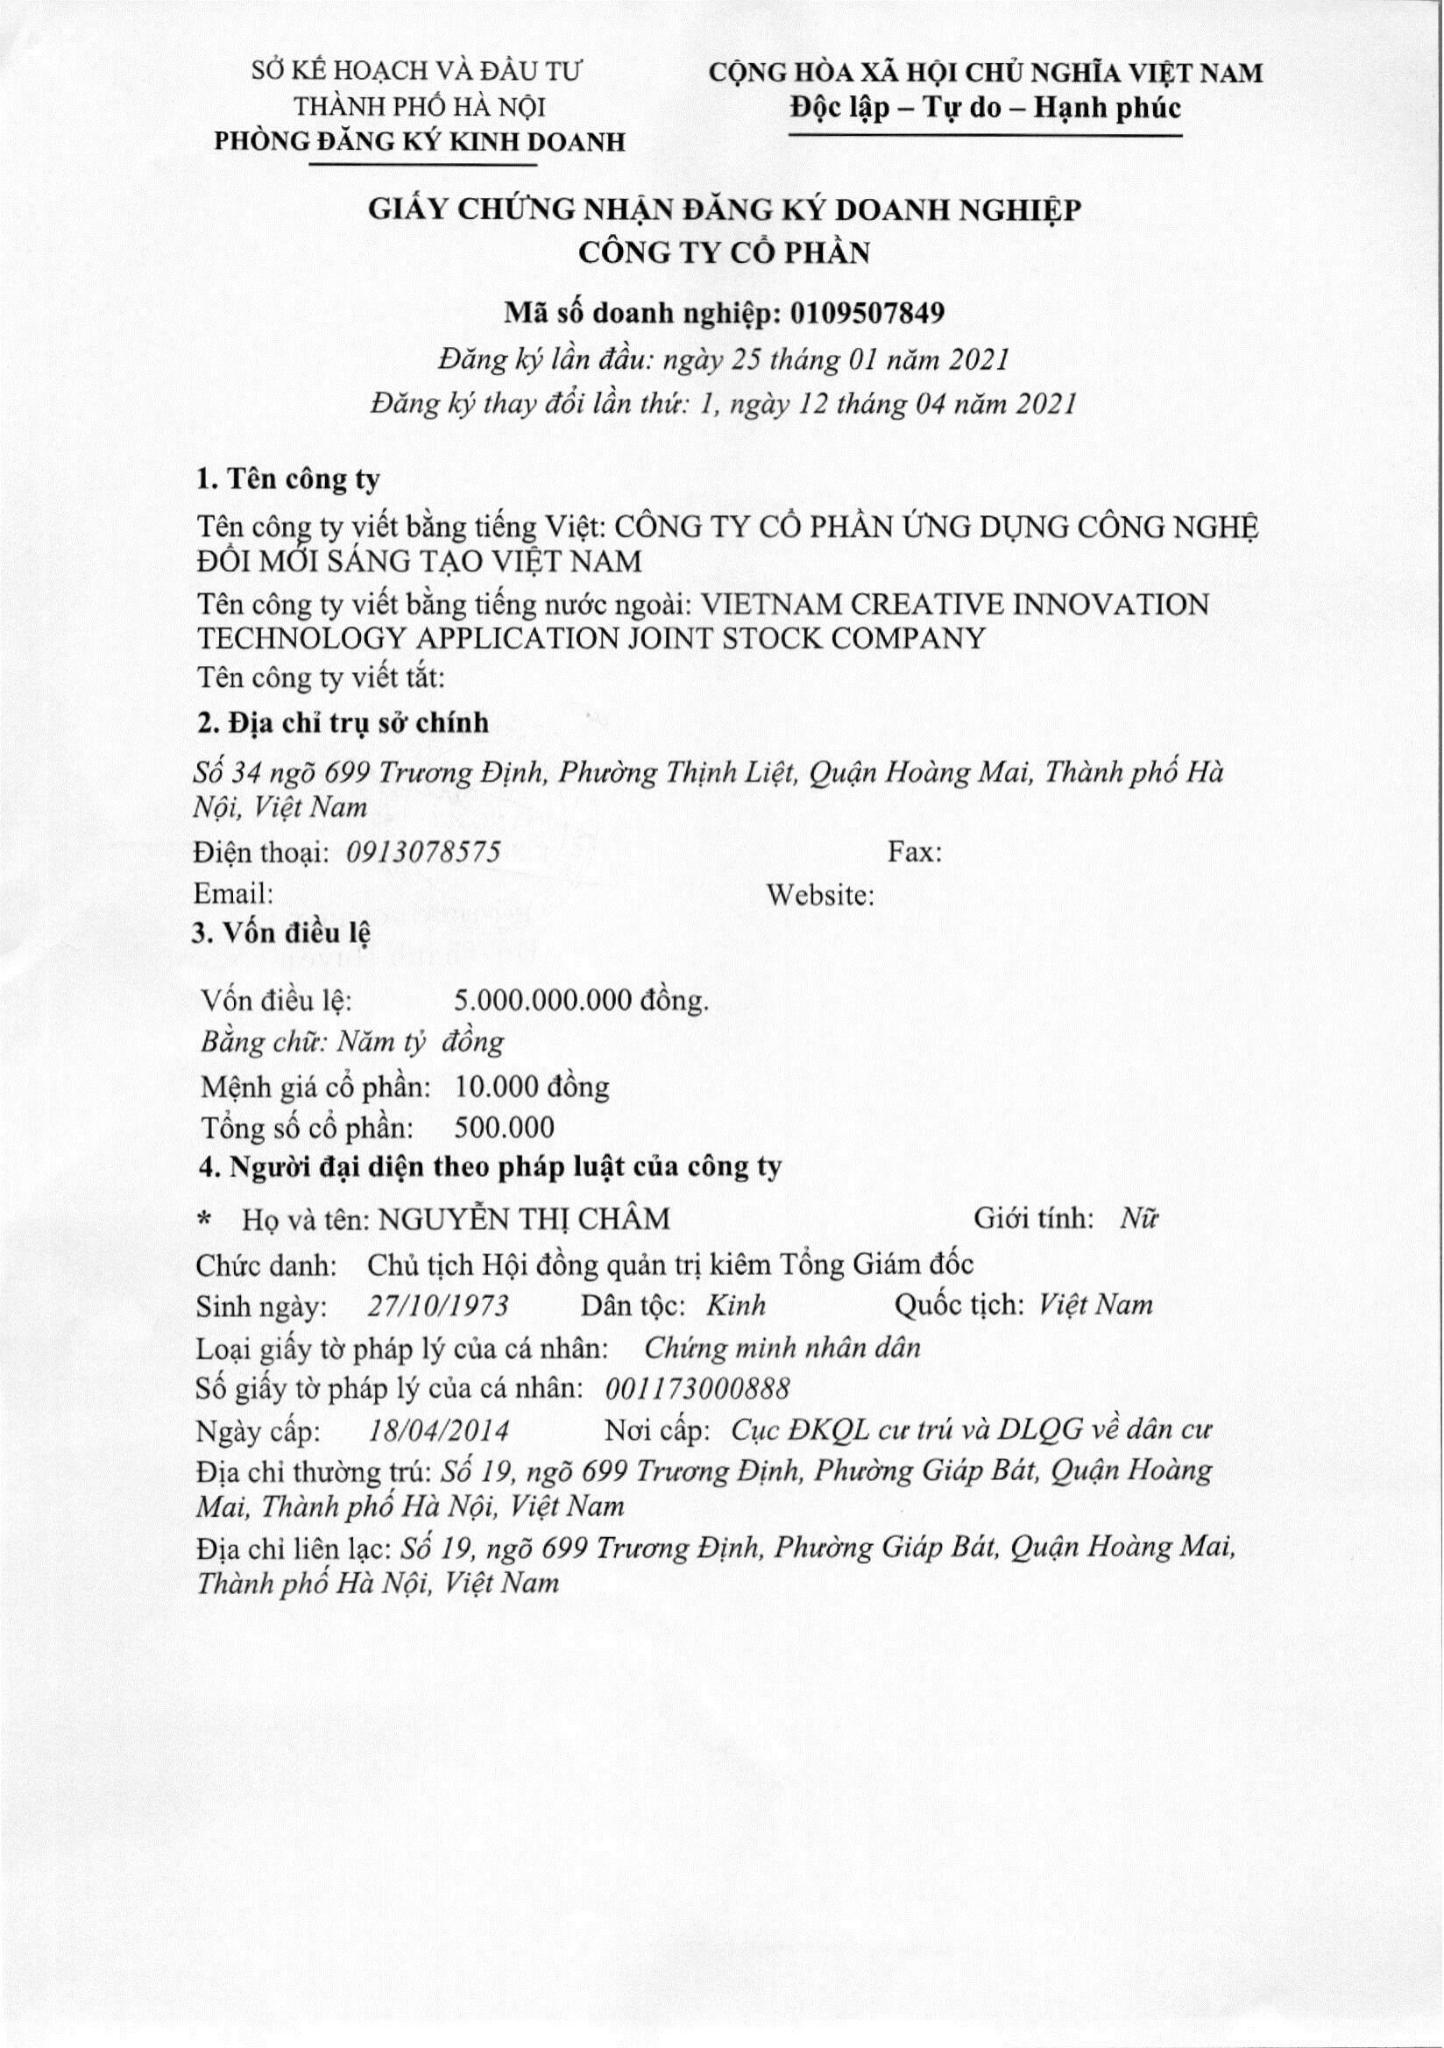 SỞ KẾ HOẠCH VÀ ĐẦU TƯ
THÀNH PHỐ HÀ NỘI
PHÒNG ĐĂNG KÝ KINH DOANH
CỘNG HÒA XÃ HỘI CHỦ NGHĨA VIỆT NAM
Độc lập – Tự do – Hạnh phúc
GIẤY CHỨNG NHẬN ĐĂNG KÝ DOANH NGHIỆP
CÔNG TY CỔ PHẦN
Mã số doanh nghiệp: 0109507849
Đăng ký lần đầu: ngày 25 tháng 01 năm 2021
Đăng ký thay đổi lần thứ: 1, ngày 12 tháng 04 năm 2021
1. Tên công ty
Tên công ty viết bằng tiếng Việt: CÔNG TY CỔ PHẦN ỨNG DỤNG CÔNG NGHỆ
ĐỔI MỚI SÁNG TẠO VIỆT NAM
Tên công ty viết bằng tiếng nước ngoài: VIETNAM CREATIVE INNOVATION
TECHNOLOGY APPLICATION JOINT STOCK COMPANY
Tên công ty viết tắt:
2. Địa chỉ trụ sở chính
Số 34 ngõ 699 Trương Định, Phường Thịnh Liệt, Quận Hoàng Mai, Thành phố Hà
Nội, Việt Nam
Điện thoại: 0913078575 Fax:
Email: Website:
3. Vốn điều lệ
Vốn điều lệ: 5.000.000.000 đồng.
Bằng chữ: Năm tỷ đồng
Mệnh giá cổ phần: 10.000 đồng
Tổng số cổ phần: 500.000
4. Người đại diện theo pháp luật của công ty
* Họ và tên: NGUYỄN THỊ CHÂM Giới tính: Nữ
Chức danh: Chủ tịch Hội đồng quản trị kiêm Tổng Giám đốc
Sinh ngày: 27/10/1973 Dân tộc: Kinh Quốc tịch: Việt Nam
Loại giấy tờ pháp lý của cá nhân: Chứng minh nhân dân
Số giấy tờ pháp lý của cá nhân: 001173000888
Ngày cấp: 18/04/2014 Nơi cấp: Cục ĐKQL cư trú và DLQG về dân cư
Địa chỉ thường trú: Số 19, ngõ 699 Trương Định, Phường Giáp Bát, Quận Hoàng
Mai, Thành phố Hà Nội, Việt Nam
Địa chỉ liên lạc: Số 19, ngõ 699 Trương Định, Phường Giáp Bát, Quận Hoàng Mai,
Thành phố Hà Nội, Việt Nam